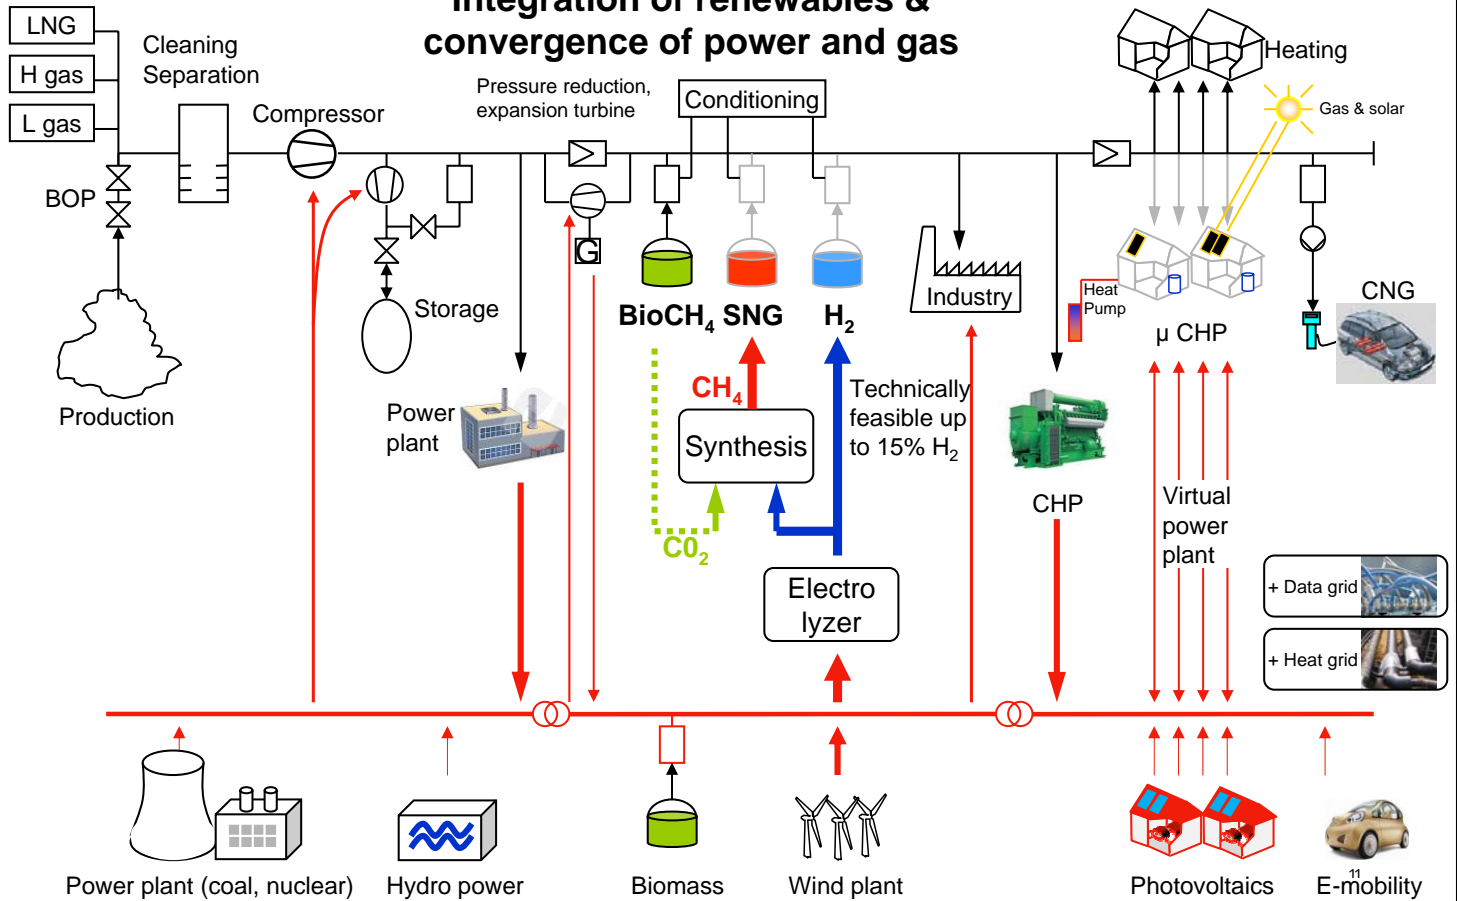 Integration of renewables &
convergence of power and gas
LNG
H gas
L gas
Cleaning
Separation
Compressor
BOP
Production
Storage
Pressure reduction,
expansion turbine
Conditioning
G
Heating
Gas & solar
BioCH4 SNG H2
Industry
Heat
Pump
µ CHP
CNG
Power
plant
CH4
Synthesis
Technically
feasible up
to 15% H2
C02
CHP
Virtual
power
plant
Electro
lyzer
+ Data grid
+ Heat grid
Power plant (coal, nuclear)
Hydro power
Biomass
Wind plant
Photovoltaics
E-mobility
11